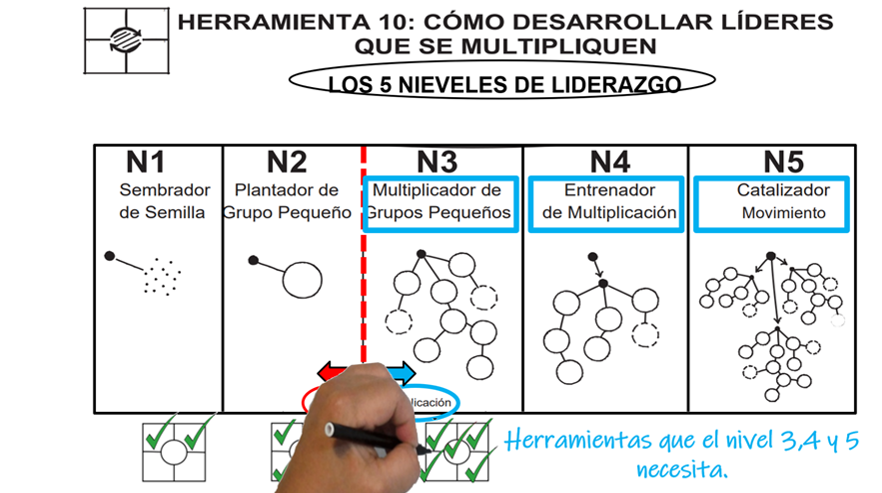 HERRAMIENTA 10: CÓMO DESARROLLAR LÍDERES
QUE SE MULTIPLIQUEN
LOS 5 NIEVELES DE LIDERAZGO
N1
Sembrador
de Semilla
N2
Plantador de
Grupo Pequeño
N3
Multiplicador de
Grupos Pequeños
N4
Entrenador
de Multiplicación
N5
Catalizador
Movimiento
Herramientas que el nivel 3,4 y 5
necesita.